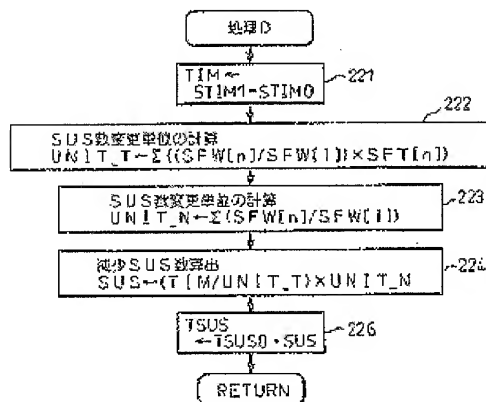 処理D
TIM←
STIM1-STIM0
221
222
SUS数変更単位の計算
UNIT_T←Σ((SFW[n]/SFW[1])×SFT[n])
223
SUS数変更単位の計算
UNIT_N←Σ(SFW[n]/SFW[1])
224
減少SUS数算出
SUS←(TIM/UNIT_T)×UNIT_N
226
TSUS
←TSUS0・SUS
RETURN